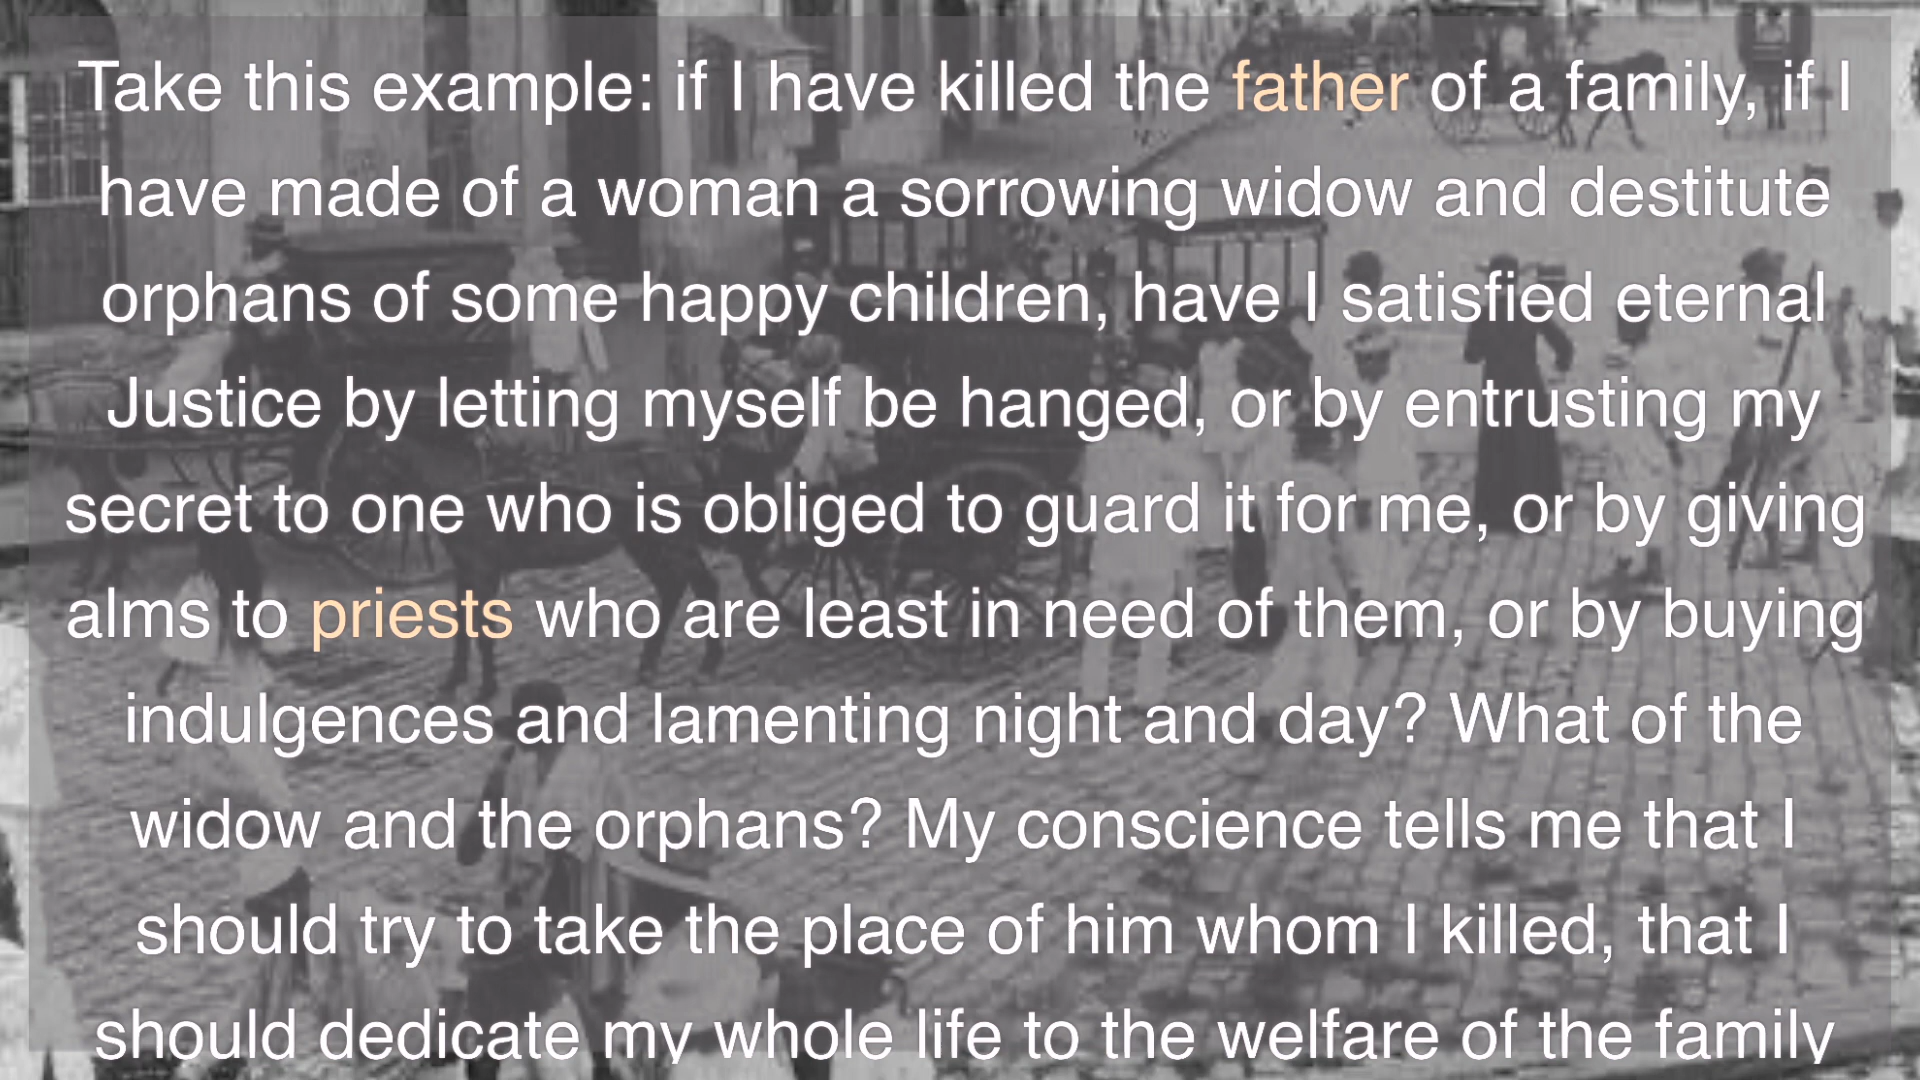 Take this example: if I have killed the father of a family, if I
have made of a woman a sorrowing widow and destitute
orphans of some happy children, have I satisfied eternal
Justice by letting myself be hanged, or by entrusting my
secret to one who is obliged to guard it for me, or by giving
alms to priests who are least in need of them, or by buying
indulgences and lamenting night and day? What of the
widow and the orphans? My conscience tells me that I
should try to take the place of him whom I killed, that I
should dedicate my whole life to the welfare of the family